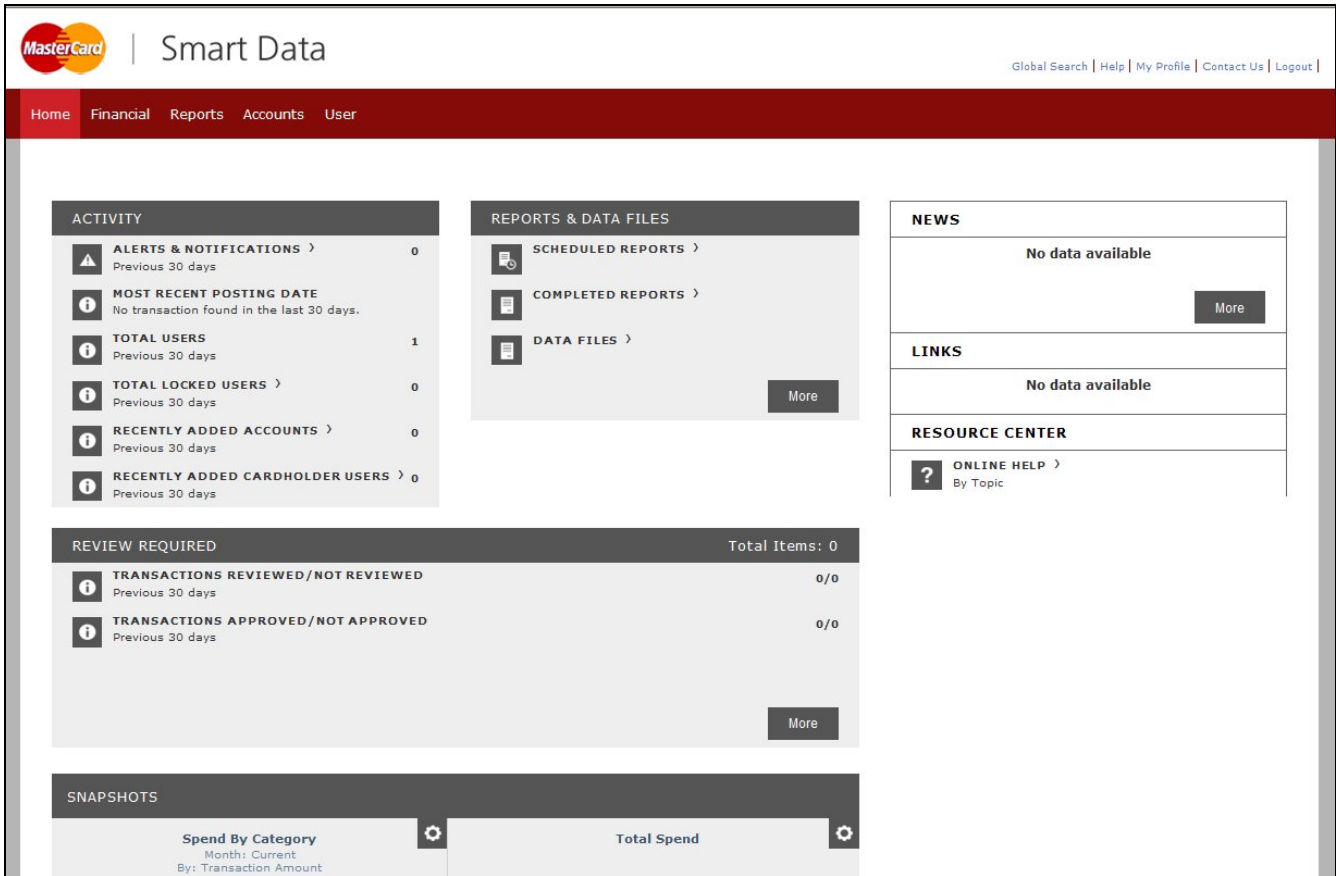 MasterCard
Smart Data
Global Search | Help | My Profile | Contact Us | Logout |
Home Financial Reports Accounts User
ACTIVITY
ALERTS & NOTIFICATIONS > 0
Previous 30 days
MOST RECENT POSTING DATE
No transaction found in the last 30 days.
TOTAL USERS 1
Previous 30 days
TOTAL LOCKED USERS > 0
Previous 30 days
RECENTLY ADDED ACCOUNTS > 0
Previous 30 days
RECENTLY ADDED CARDHOLDER USERS > 0
Previous 30 days
REPORTS & DATA FILES
SCHEDULED REPORTS >
COMPLETED REPORTS >
DATA FILES >
More
NEWS
No data available
More
LINKS
No data available
RESOURCE CENTER
? ONLINE HELP >
By Topic
REVIEW REQUIRED Total Items: 0
TRANSACTIONS REVIEWED/NOT REVIEWED 0/0
Previous 30 days
TRANSACTIONS APPROVED/NOT APPROVED 0/0
Previous 30 days
More
SNAPSHOTS
Spend By Category
Month: Current
By: Transaction Amount
Total Spend